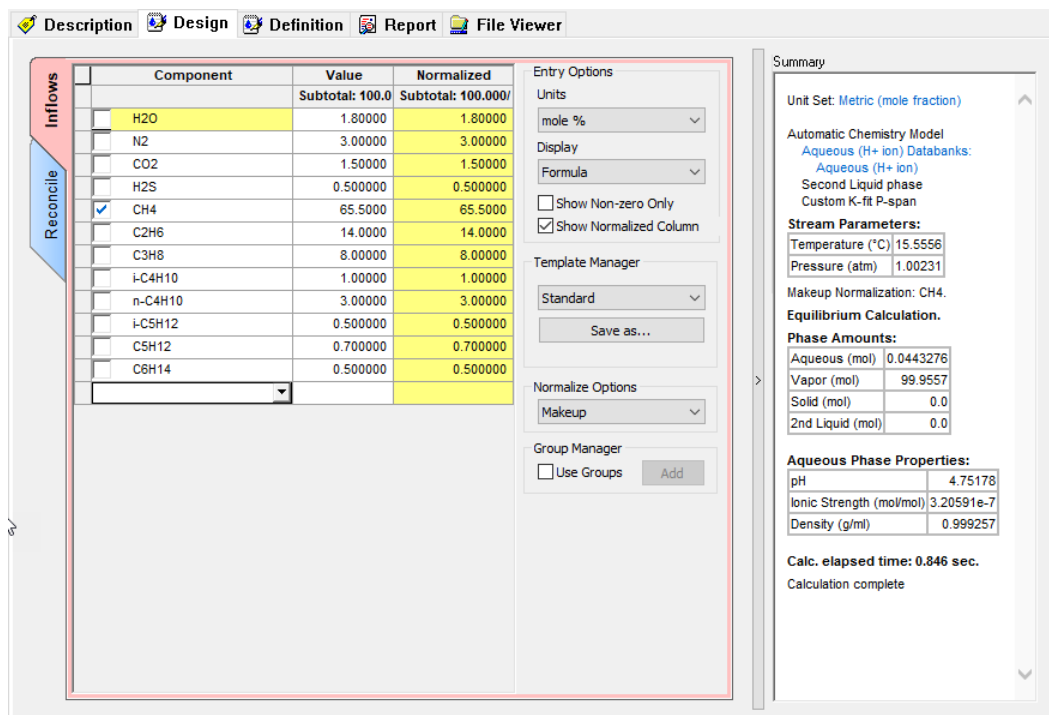 Description Design Definition Report File Viewer
Inflows
Reconcile
Component Value Normalized
Subtotal: 100.0 Subtotal: 100.000/
H2O 1.80000 1.80000
N2 3.00000 3.00000
CO2 1.50000 1.50000
H2S 0.500000 0.500000
CH4 65.5000 65.5000
C2H6 14.0000 14.0000
C3H8 8.00000 8.00000
i-C4H10 1.00000 1.00000
n-C4H10 3.00000 3.00000
i-C5H12 0.500000 0.500000
C5H12 0.700000 0.700000
C6H14 0.500000 0.500000
Entry Options
Units
mole %
Display
Formula
Show Non-zero Only
Show Normalized Column
Template Manager
Standard
Save as...
Normalize Options
Makeup
Group Manager
Use Groups Add
>
Summary
Unit Set: Metric (mole fraction)
Automatic Chemistry Model
Aqueous (H+ ion) Databanks:
Aqueous (H+ ion)
Second Liquid phase
Custom K-fit P-span
Stream Parameters:
Temperature (°C) 15.5556
Pressure (atm) 1.00231
Makeup Normalization: CH4.
Equilibrium Calculation.
Phase Amounts:
Aqueous (mol) 0.0443276
Vapor (mol) 99.9557
Solid (mol) 0.0
2nd Liquid (mol) 0.0
Aqueous Phase Properties:
pH 4.75178
Ionic Strength (mol/mol) 3.20591e-7
Density (g/ml) 0.999257
Calc. elapsed time: 0.846 sec.
Calculation complete